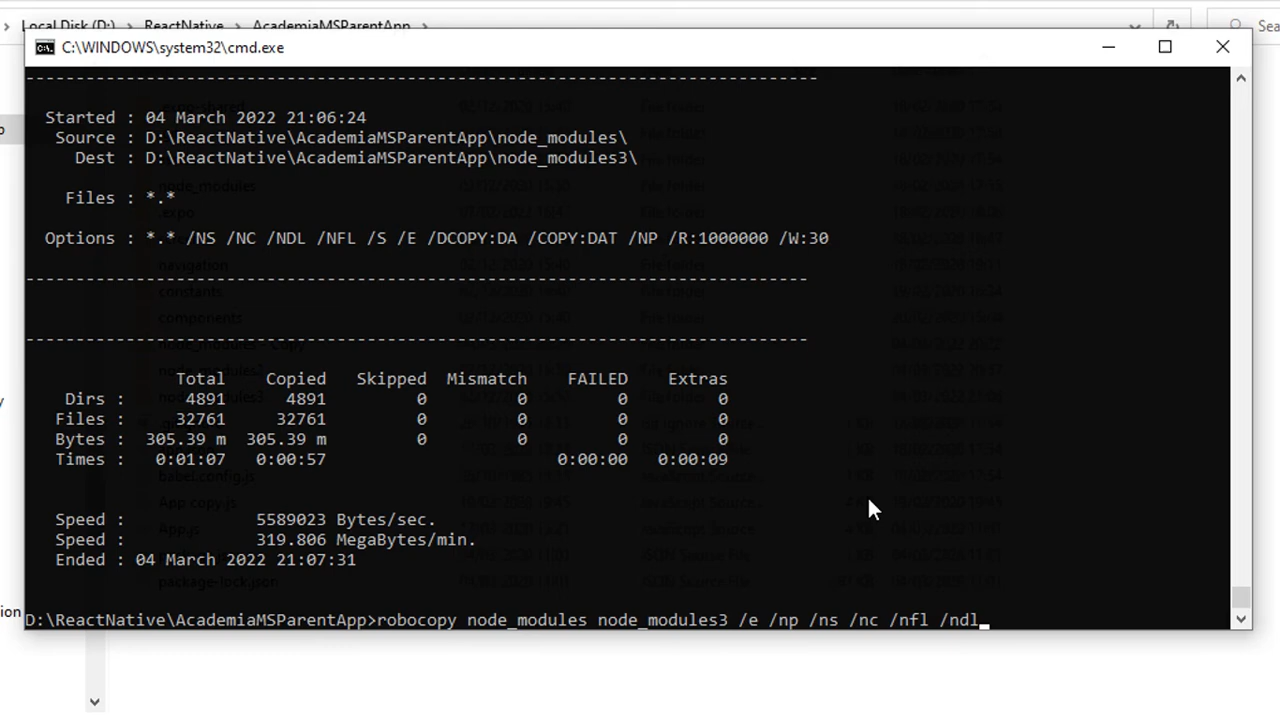 Local Disk (D:) > ReactNative > AcademiaMSParentApp
Sea
C:\WINDOWS\system32\cmd.exe
-------------------------------------------------------------------------------
Started : 04 March 2022 21:06:24
Source : D:\ReactNative\AcademiaMSParentApp\node_modules\
Dest : D:\ReactNative\AcademiaMSParentApp\node_modules3\
Files : *.*
Options : *.* /NS /NC /NDL /NFL /S /E /DCOPY:DA /COPY:DAT /NP /R:1000000 /W:30
------------------------------------------------------------------------------
------------------------------------------------------------------------------
Total Copied Skipped Mismatch FAILED Extras
Dirs : 4891 4891 0 0 0 0
Files : 32761 32761 0 0 0 0
Bytes : 305.39 m 305.39 m 0 0 0 0
Times : 0:01:07 0:00:57 0:00:00 0:00:09
Speed : 5589023 Bytes/sec.
Speed : 319.806 MegaBytes/min.
Ended : 04 March 2022 21:07:31
D:\ReactNative\AcademiaMSParentApp>robocopy node_modules node_modules3 /e /np /ns /nc /nfl /ndl